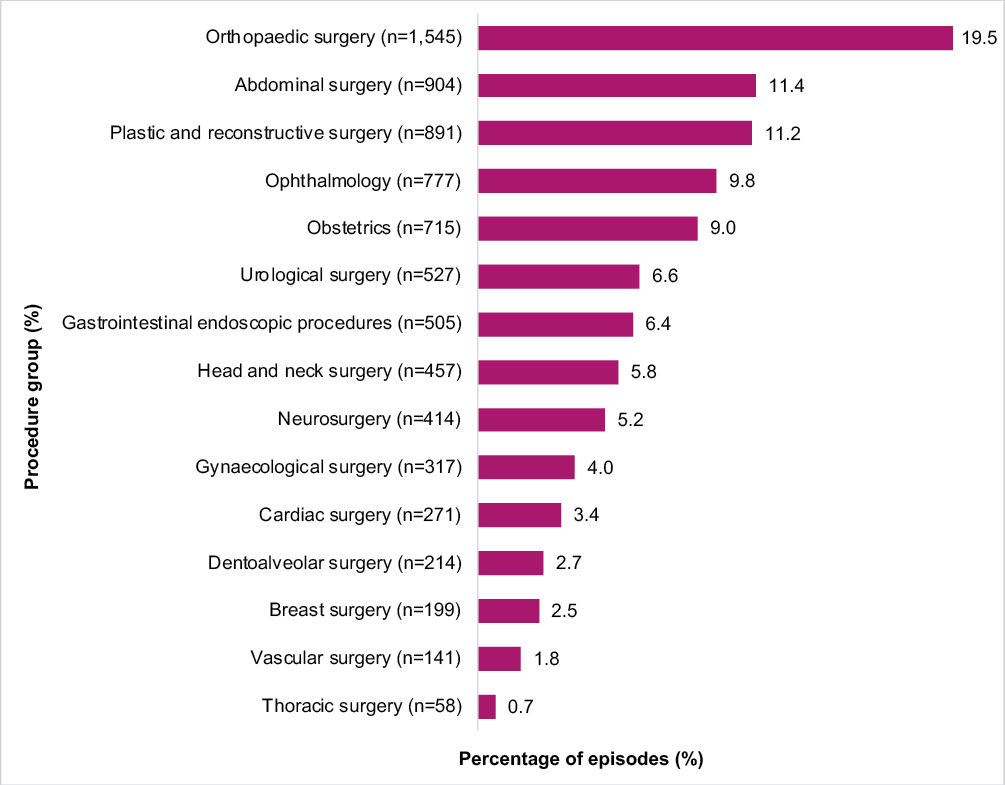 Orthopaedic surgery (n=1,545) 19.5
Abdominal surgery (n=904) 11.4
Plastic and reconstructive surgery (n=891) 11.2
Ophthalmology (n=777) 9.8
Obstetrics (n=715) 9.0
Urological surgery (n=527) 6.6
Gastrointestinal endoscopic procedures (n=505) 6.4
Head and neck surgery (n=457) 5.8
Neurosurgery (n=414) 5.2
Gynaecological surgery (n=317) 4.0
Cardiac surgery (n=271) 3.4
Dentoalveolar surgery (n=214) 2.7
Breast surgery (n=199) 2.5
Vascular surgery (n=141) 1.8
Thoracic surgery (n=58) 0.7
Procedure group (%)
Percentage of episodes (%)